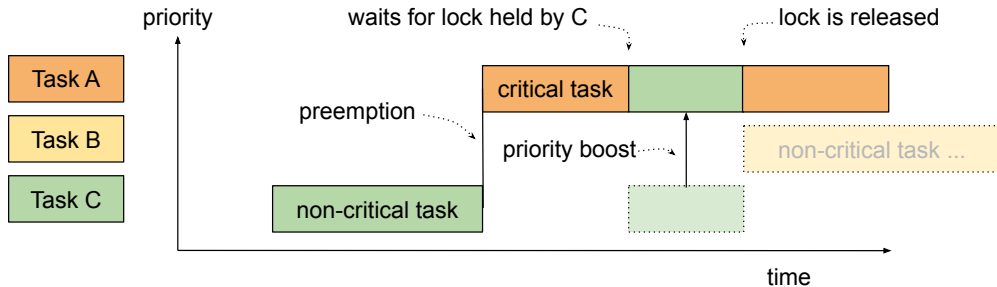 priority
waits for lock held by C
lock is released
Task A
critical task
preemption
Task B
priority boost
non-critical task ...
Task C
non-critical task
time